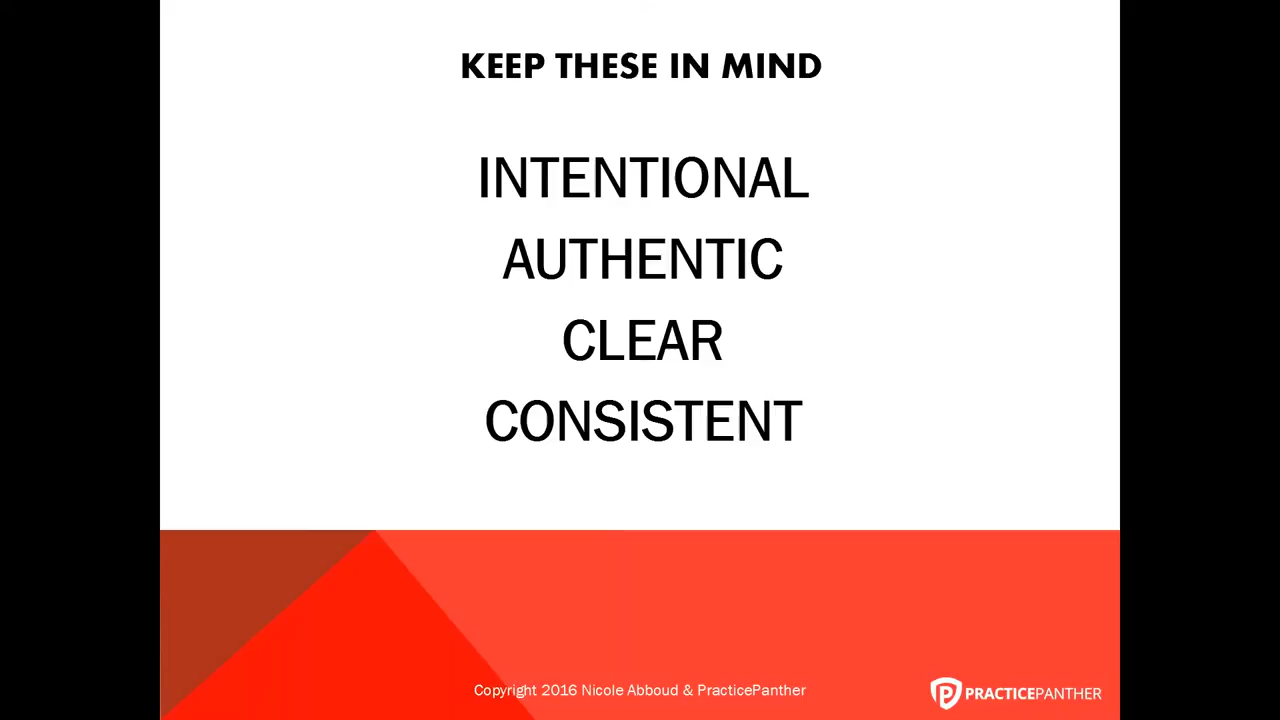 KEEP THESE IN MIND
INTENTIONAL
AUTHENTIC
CLEAR
CONSISTENT
Copyright 2016 Nicole Abboud & PracticePanther
PRACTICEPANTHER